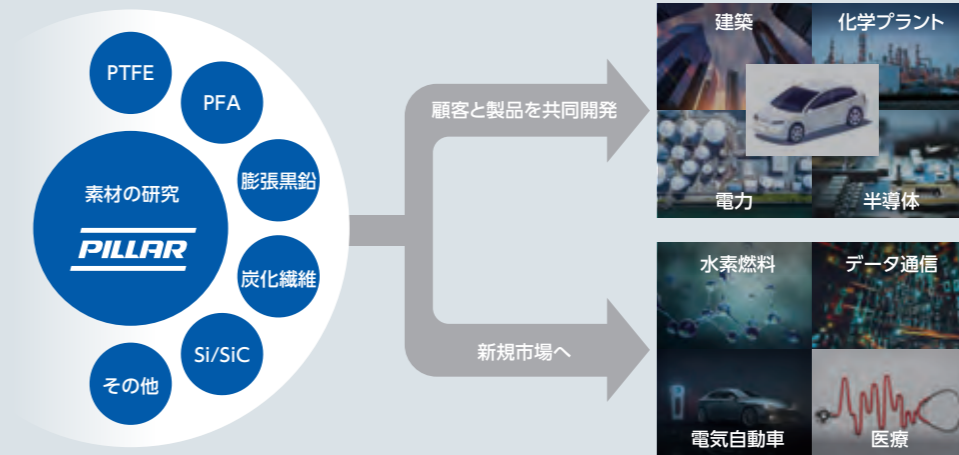 PTFE
PFA
膨張黒鉛
素材の研究
PILLAR
炭化繊維
Si/SiC
その他
顧客と製品を共同開発
新規市場へ
建築
化学プラント
電力
半導体
水素燃料
データ通信
電気自動車
医療